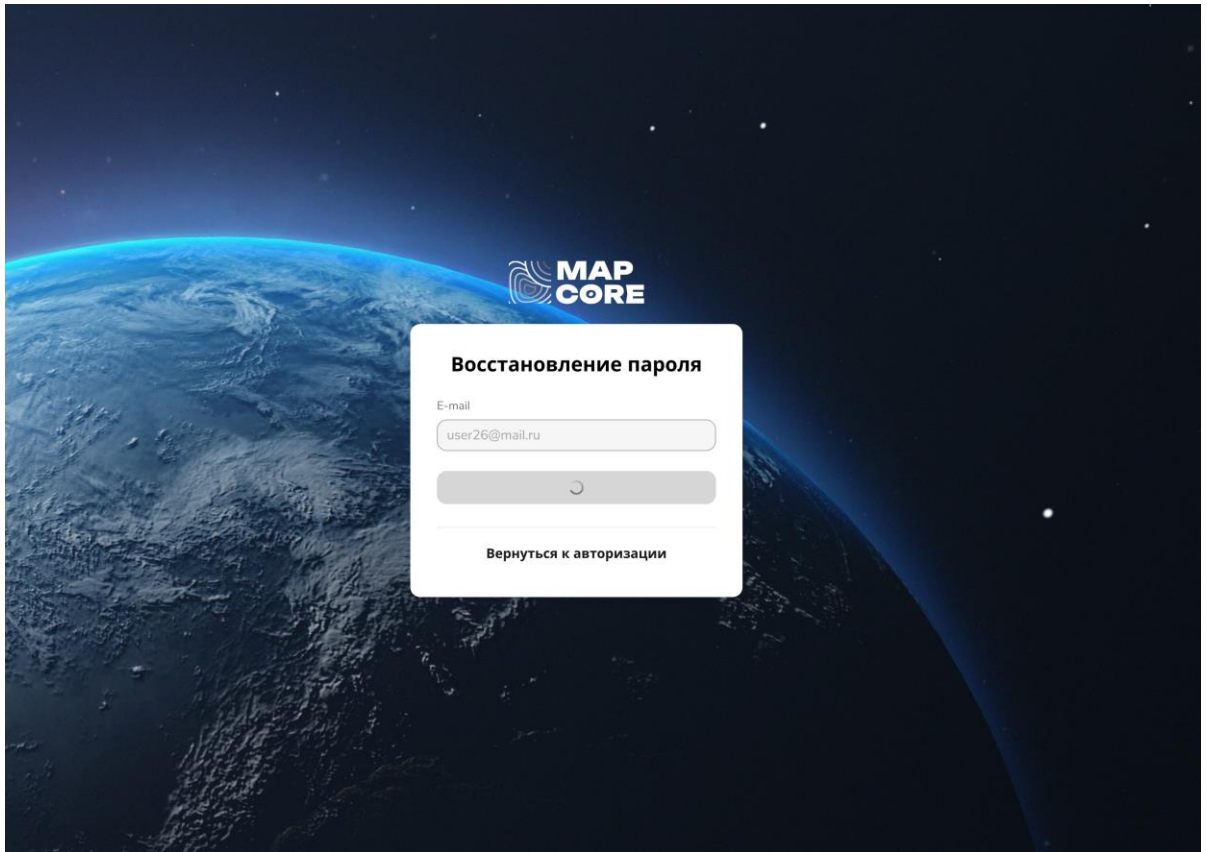 MAP
CORE
Восстановление пароля
E-mail
user26@mail.ru
Вернуться к авторизации